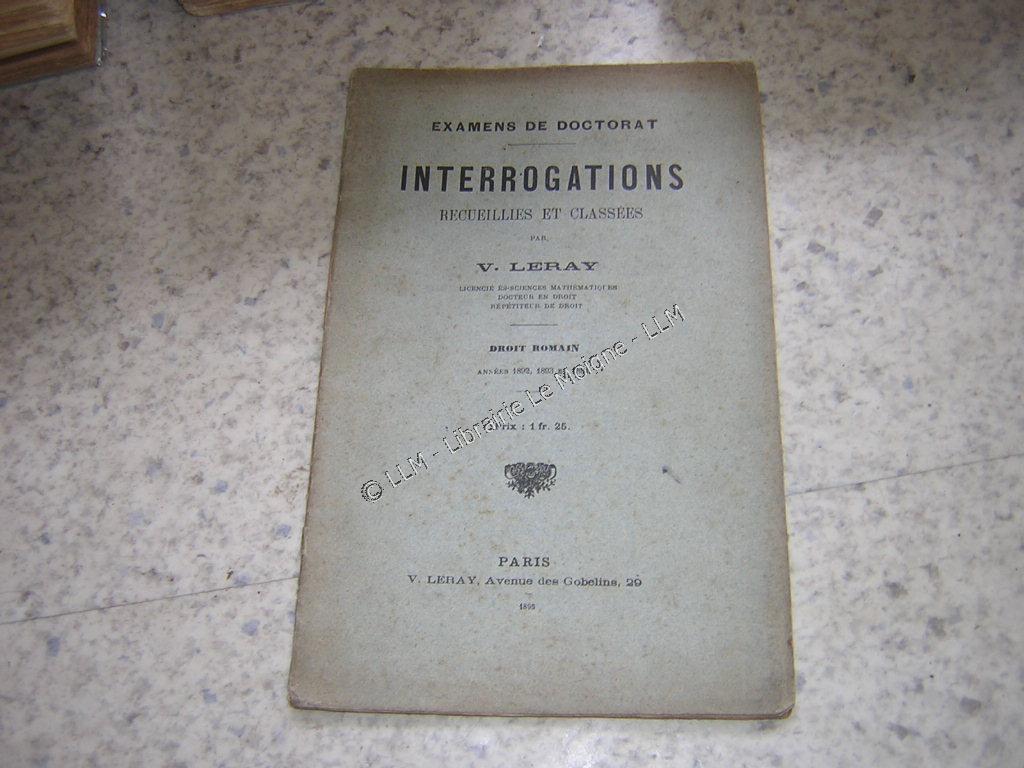 EXAMENS DE DOCTORAT
INTERROGATIONS
RECUEILLIES ET CLASSÉES
PAR
V. LERAY
LICENCIÉ ÈS-SCIENCES MATHÉMATIQUES
DOCTEUR EN DROIT
RÉPÉTITEUR DE DROIT
DROIT ROMAIN
ANNÉES 1892, 1893
Prix : 1 fr. 25.
© LLM - Librairie Le Moigne - LLM
PARIS
V. LERAY, Avenue des Gobelins, 29